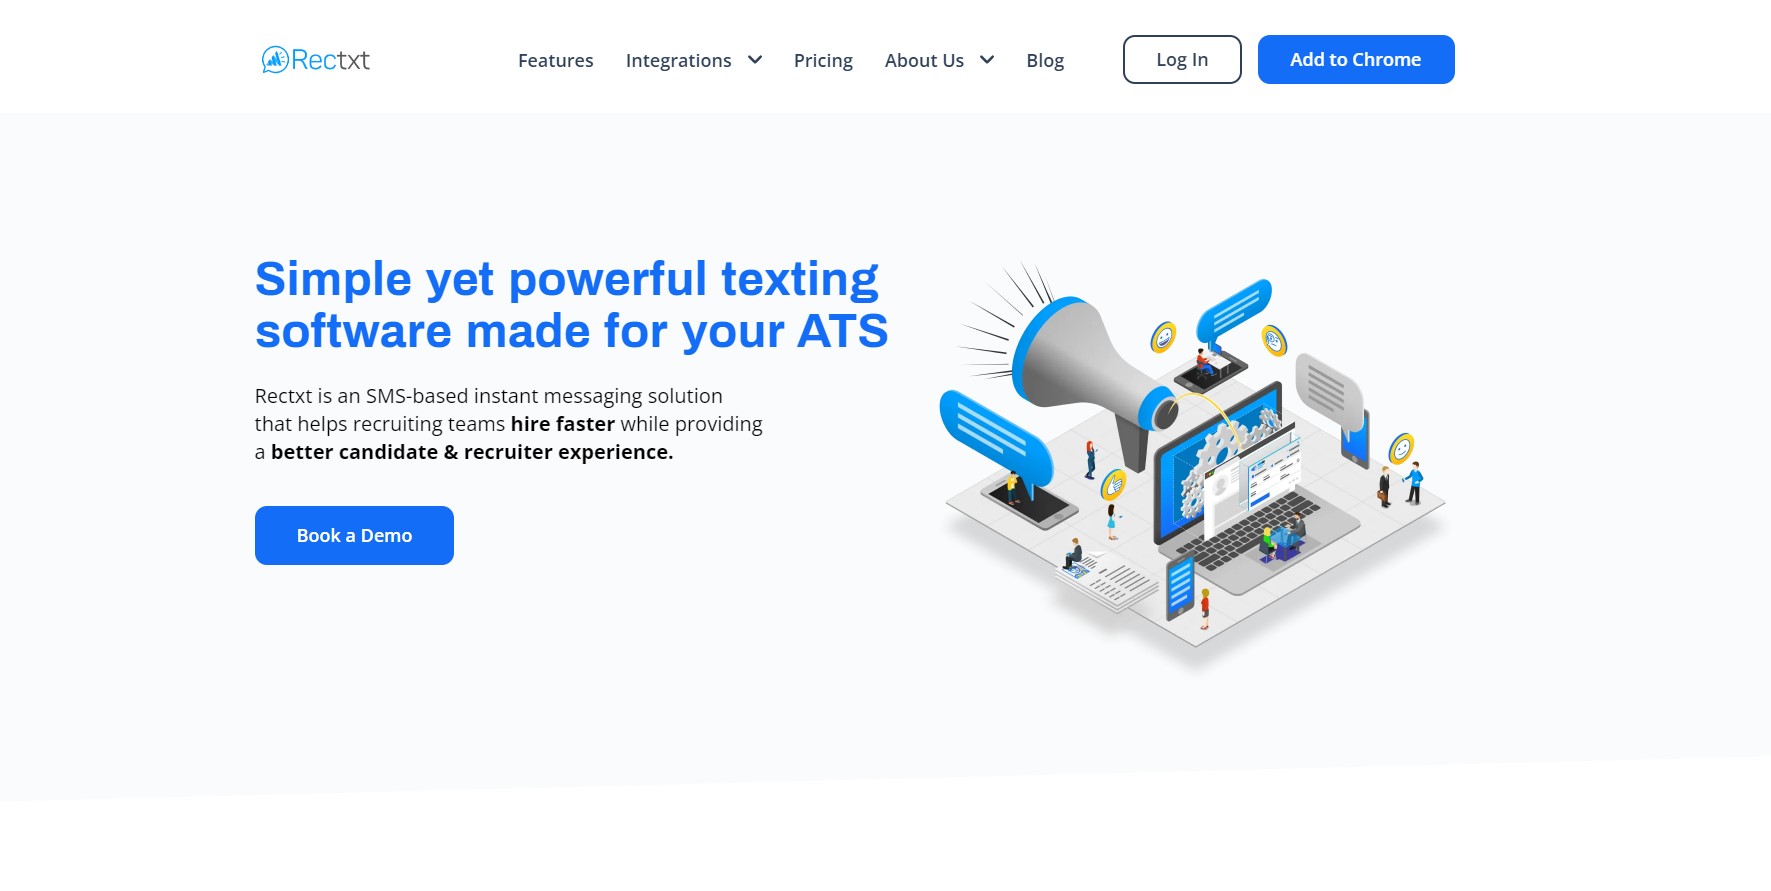 Rectxt
Features
Integrations
Pricing
About Us
Blog
Log In
Add to Chrome
Simple yet powerful texting
software made for your ATS
Rectxt is an SMS-based instant messaging solution
that helps recruiting teams hire faster while providing
a better candidate & recruiter experience.
Book a Demo